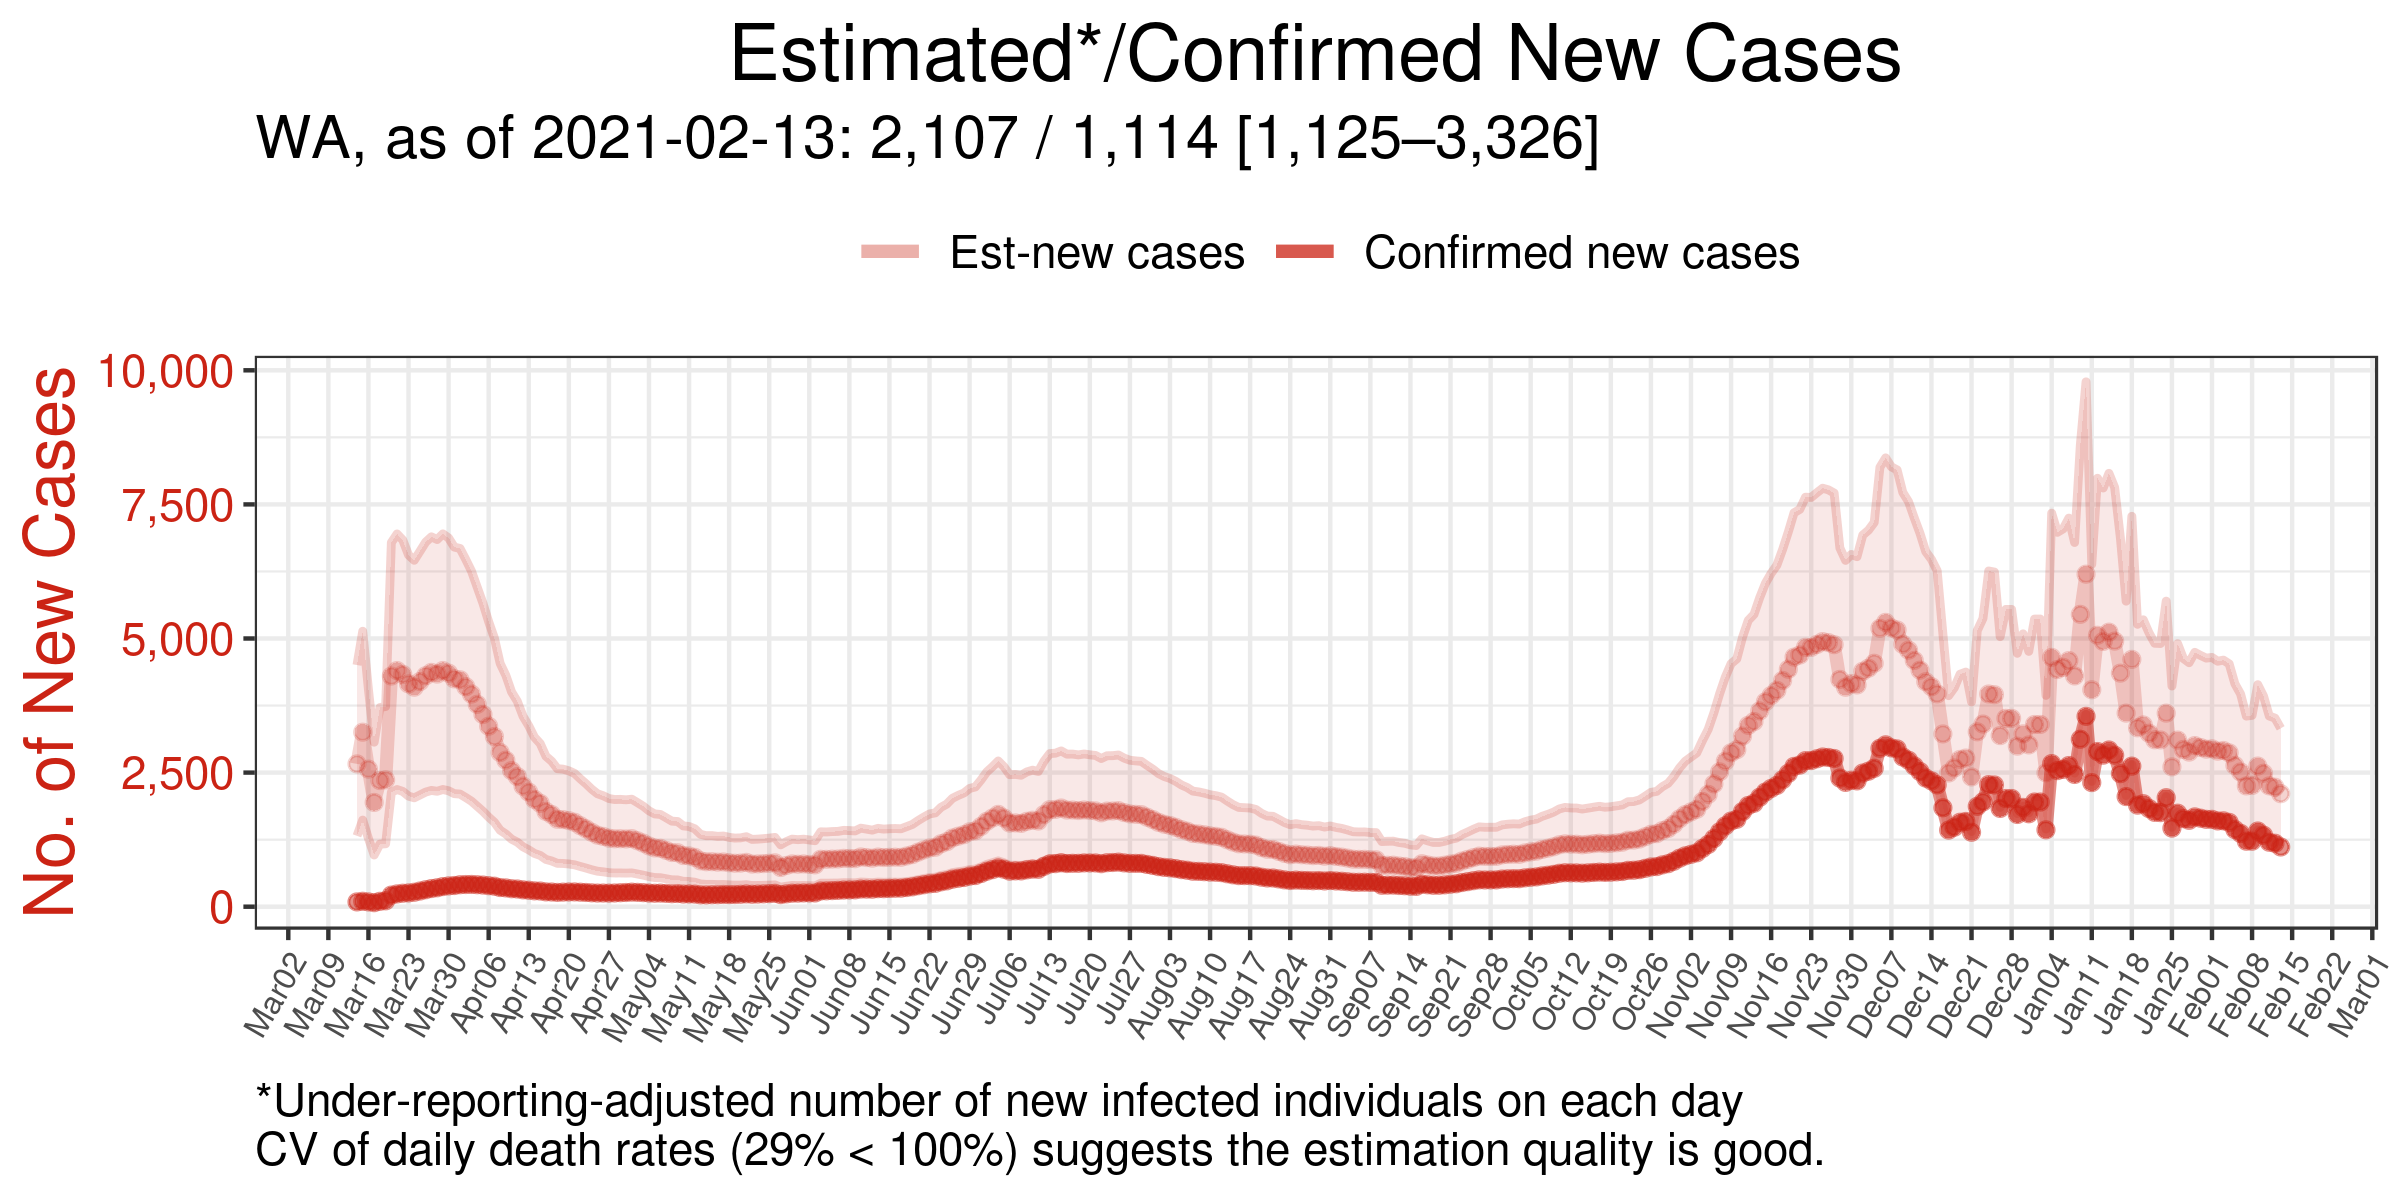 Estimated*/Confirmed New Cases
WA, as of 2021-02-13: 2,107 / 1,114 [1,125–3,326]
Est-new cases
Confirmed new cases
No. of New Cases
10,000
7,500
5,000
2,500
0
Mar02
Mar09
Mar16
Mar23
Mar30
Apr06
Apr13
Apr20
Apr27
May04
May11
May18
May25
Jun01
Jun08
Jun15
Jun22
Jun29
Jul06
Jul13
Jul20
Jul27
Aug03
Aug10
Aug17
Aug24
Aug31
Sep07
Sep14
Sep21
Sep28
Oct05
Oct12
Oct19
Oct26
Nov02
Nov09
Nov16
Nov23
Nov30
Dec07
Dec14
Dec21
Dec28
Jan04
Jan11
Jan18
Jan25
Feb01
Feb08
Feb15
Feb22
Mar01
*Under-reporting-adjusted number of new infected individuals on each day
CV of daily death rates (29% < 100%) suggests the estimation quality is good.